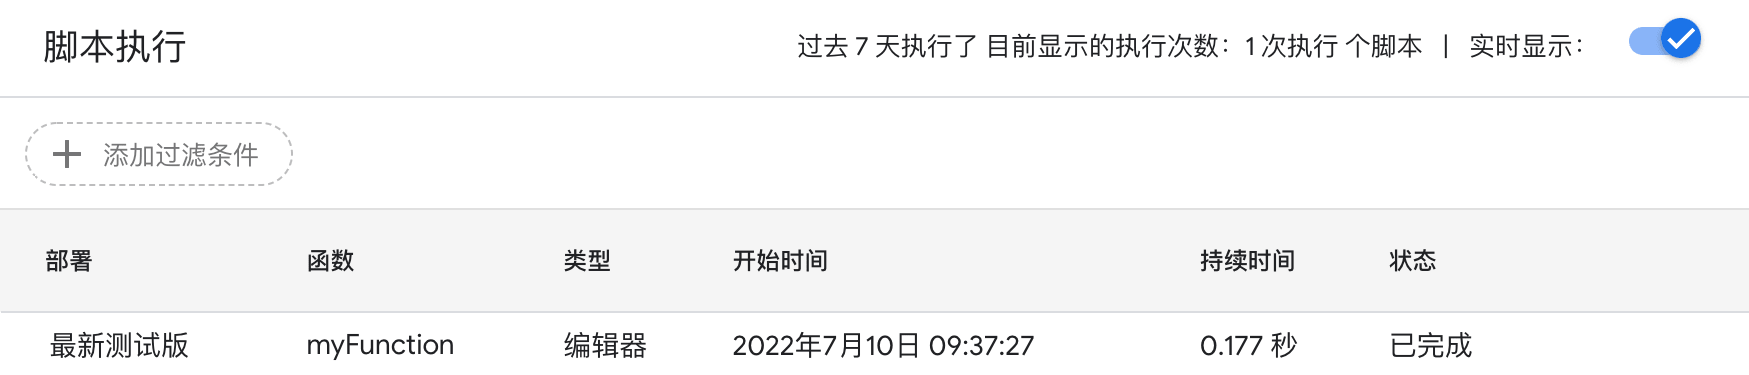 脚本执行 过去 7 天执行了 目前显示的执行次数：1 次执行 个脚本 | 实时显示：
添加过滤条件
部署 函数 类型 开始时间 持续时间 状态
最新测试版 myFunction 编辑器 2022年7月10日 09:37:27 0.177 秒 已完成